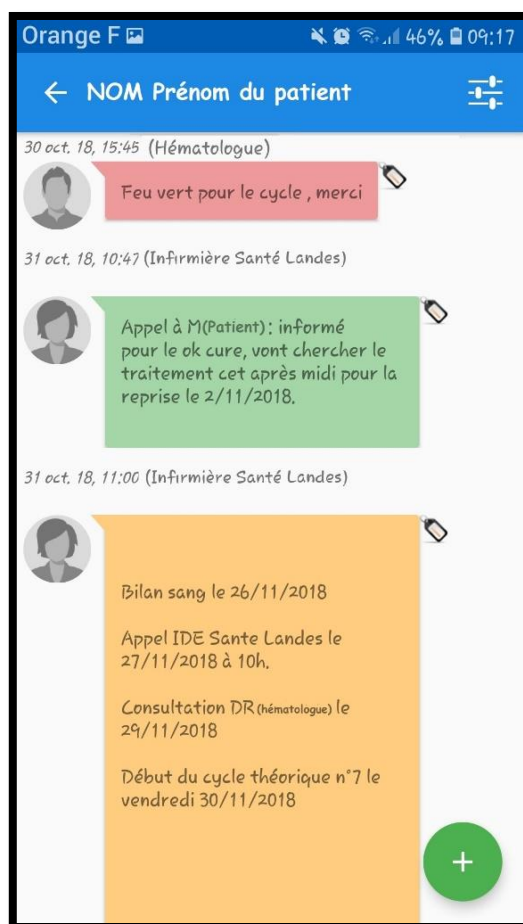 Orange F 46% 09:17
NOM Prénom du patient
30 oct. 18, 15:45 (Hématologue)
Feu vert pour le cycle , merci
31 oct. 18, 10:47 (Infirmière Santé Landes)
Appel à M(Patient) : informé
pour le ok cure, vont chercher le
traitement cet après midi pour la
reprise le 2/11/2018.
31 oct. 18, 11:00 (Infirmière Santé Landes)
Bilan sang le 26/11/2018
Appel IDE Sante Landes le
27/11/2018 à 10h.
Consultation DR (hématologue) le
29/11/2018
Début du cycle théorique n°7 le
vendredi 30/11/2018